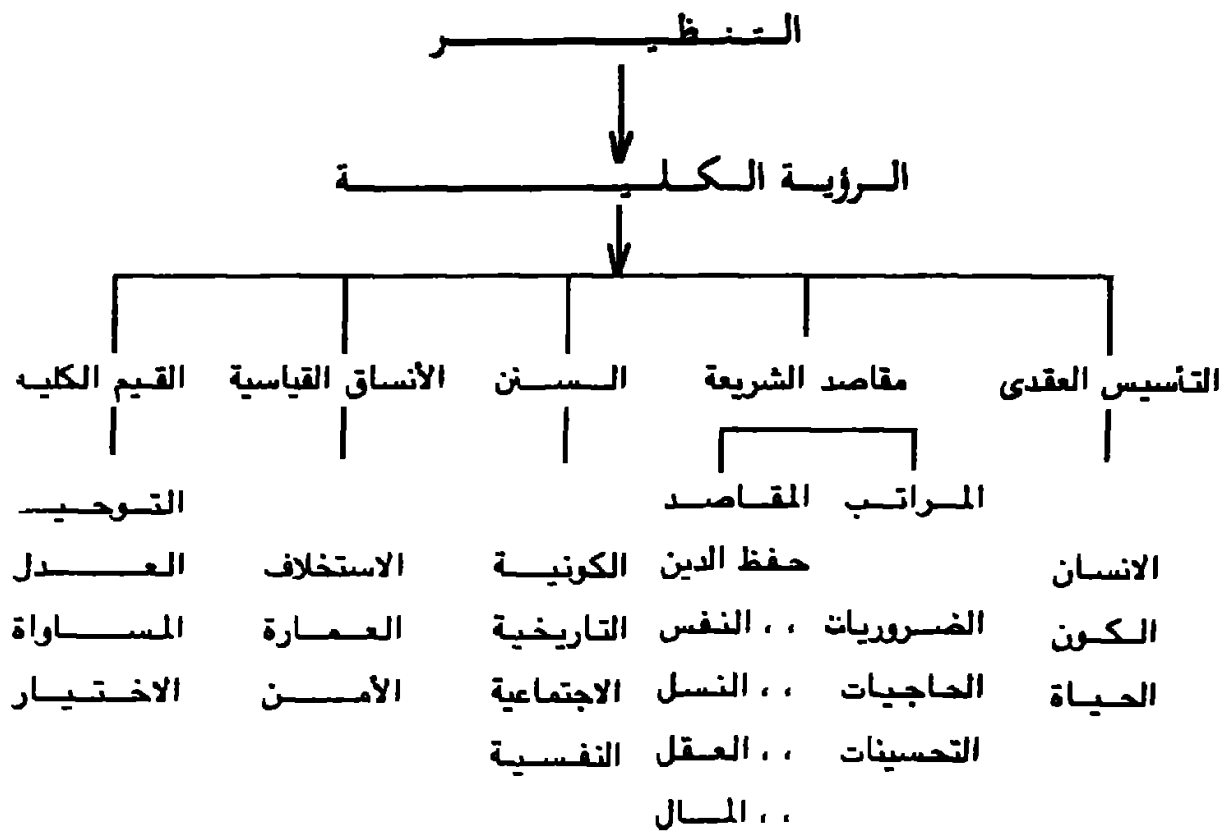 التنظير
الرؤية الكلية
التأسيس العقدى مقاصد الشريعة السنن الأنساق القياسية القيم الكليه
المراتب المقاصد التوحيـ
الانسان حفظ الدين الكونية الاستخلاف العدل
الكون الضروريات ،، النفس التاريخية العمارة المساواة
الحياة الحاجيات ،، النسل الاجتماعية الأمن الاختيار
التحسينات ،، العقل النفسية
،، المال